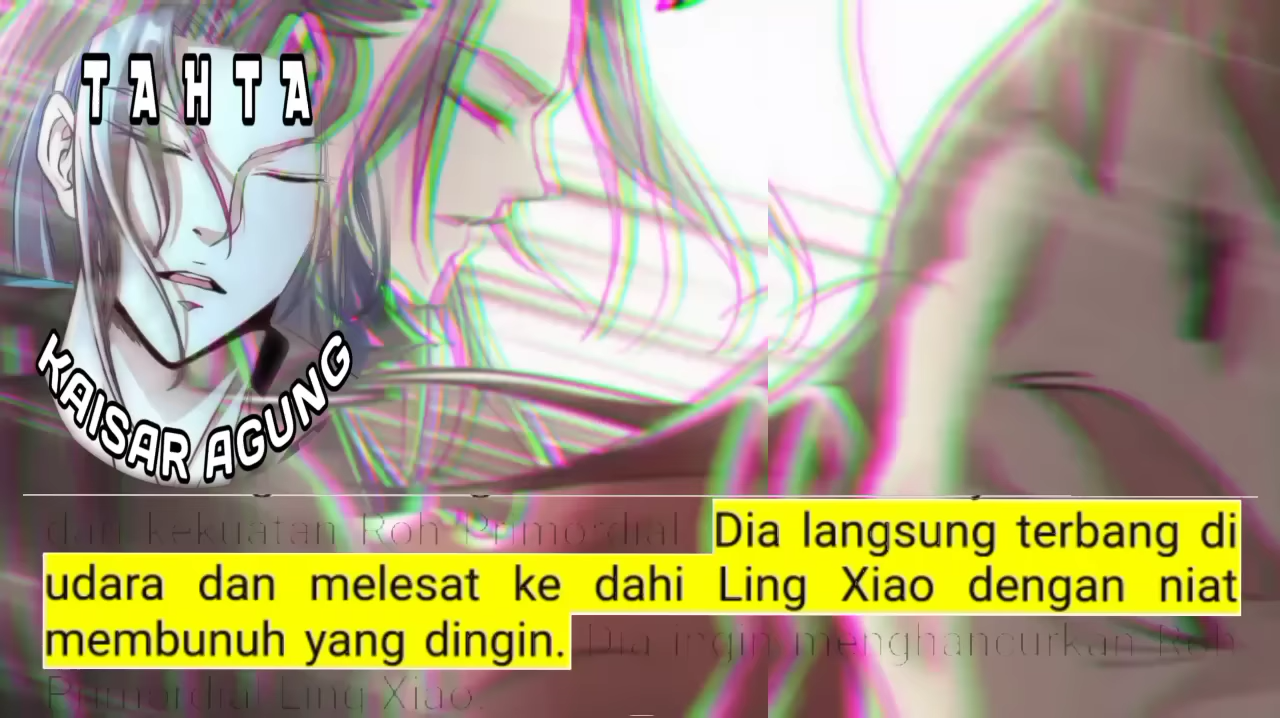 TAHTA
KAISAR AGUNG
dan kekuatan Roh Primordial. Dia langsung terbang di
udara dan melesat ke dahi Ling Xiao dengan niat
membunuh yang dingin. Dia ingin menghancurkan Roh
Primordial Ling Xiao.